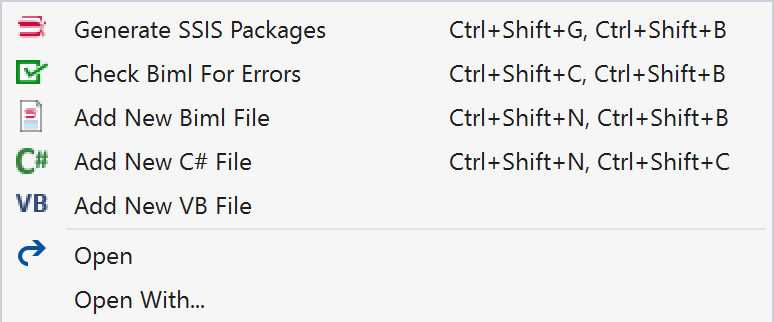 Generate SSIS Packages Ctrl+Shift+G, Ctrl+Shift+B
Check Biml For Errors Ctrl+Shift+C, Ctrl+Shift+B
Add New Biml File Ctrl+Shift+N, Ctrl+Shift+B
C# Add New C# File Ctrl+Shift+N, Ctrl+Shift+C
VB Add New VB File
Open
Open With...